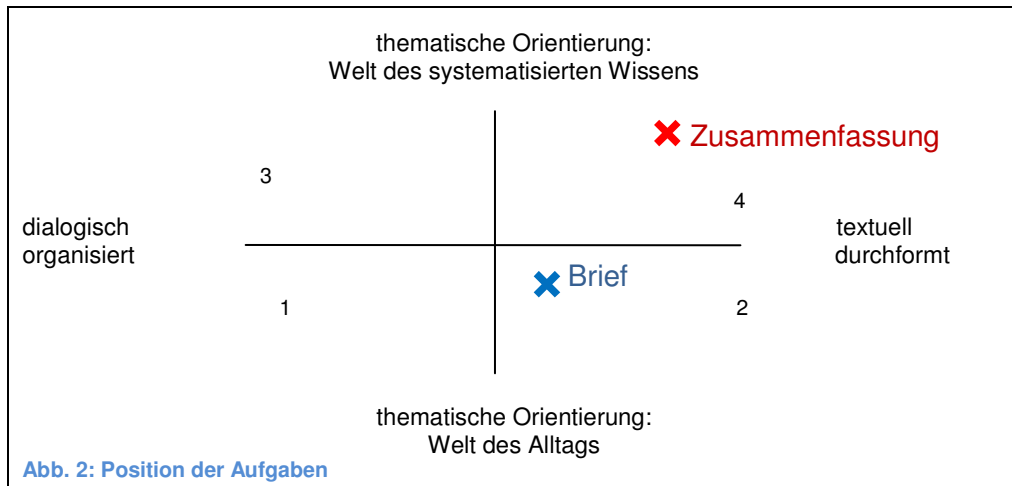 thematische Orientierung:
Welt des systematisierten Wissens
Zusammenfassung
3
4
dialogisch
organisiert
textuell
durchformt
Brief
1
2
thematische Orientierung:
Welt des Alltags
Abb. 2: Position der Aufgaben